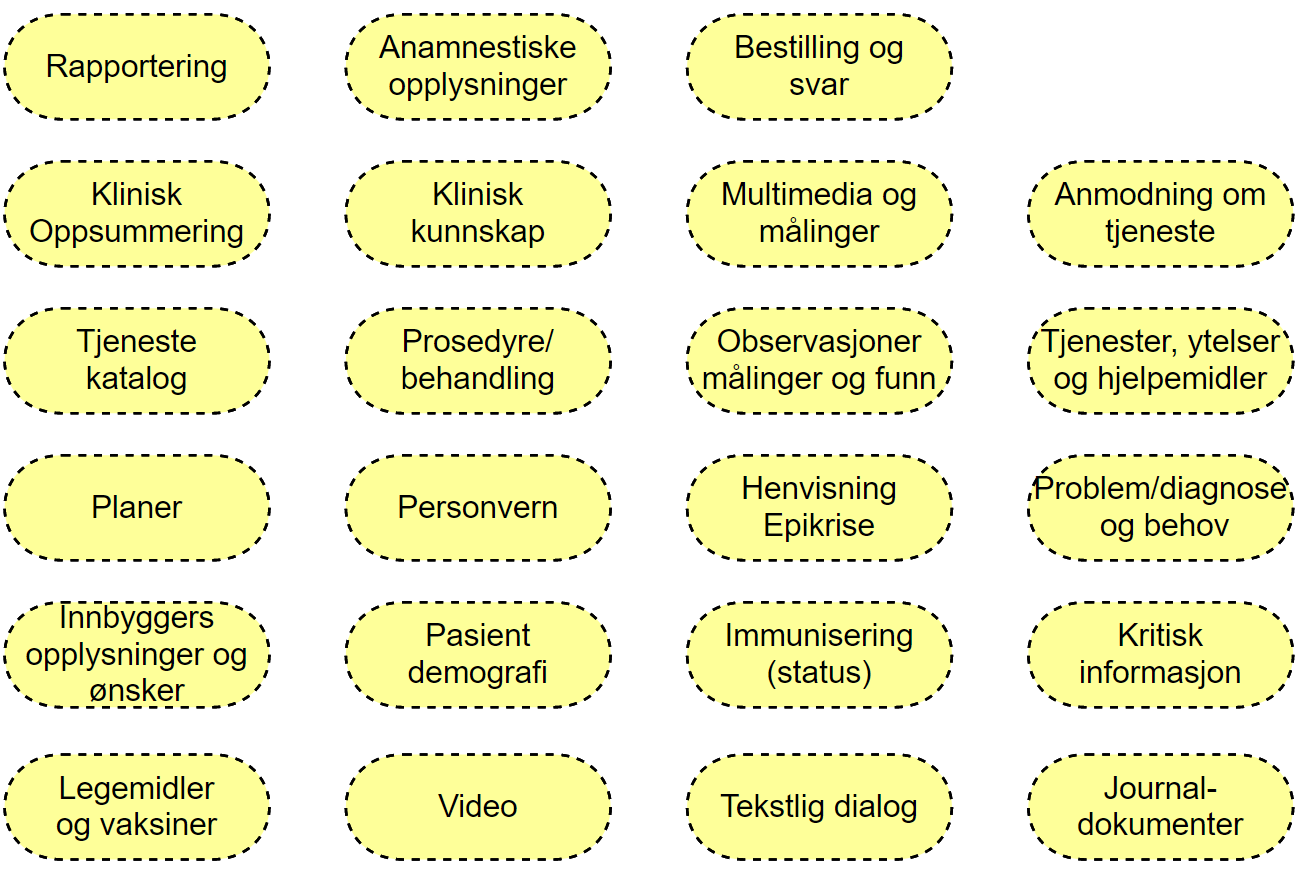 Rapportering
Anamnestiske
opplysninger
Bestilling og
svar
Klinisk
Oppsummering
Klinisk
kunnskap
Multimedia og
målinger
Anmodning om
tjeneste
Tjeneste
katalog
Prosedyre/
behandling
Observasjoner
målinger og funn
Tjenester, ytelser
og hjelpemidler
Planer
Personvern
Henvisning
Epikrise
Problem/diagnose
og behov
Innbyggers
opplysninger og
ønsker
Pasient
demografi
Immunisering
(status)
Kritisk
informasjon
Legemidler
og vaksiner
Video
Tekstlig dialog
Journal-
dokumenter